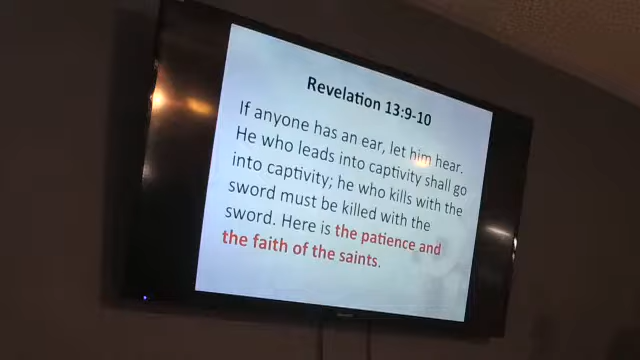 Revelation 13:9-10
If anyone has an ear, let him hear.
He who leads into captivity shall go
into captivity; he who kills with the
sword must be killed with the
sword. Here is the patience and
the faith of the saints.